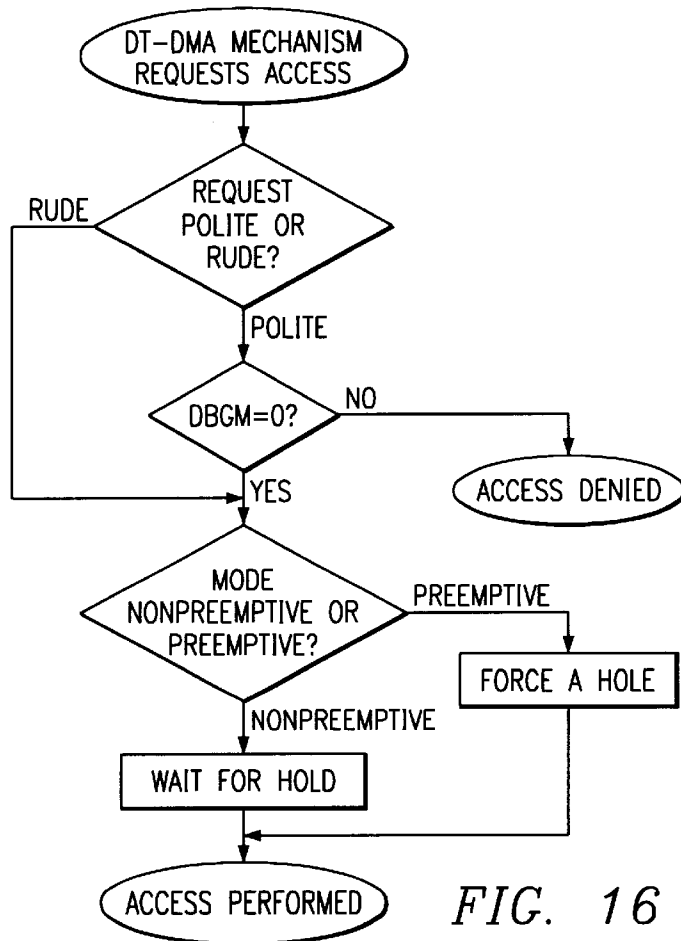 DT-DMA MECHANISM
REQUESTS ACCESS
REQUEST
POLITE OR
RUDE?
RUDE
POLITE
DBGM=0?
NO
YES
ACCESS DENIED
MODE
NONPREEMPTIVE OR
PREEMPTIVE?
PREEMPTIVE
FORCE A HOLE
NONPREEMPTIVE
WAIT FOR HOLD
ACCESS PERFORMED
FIG. 16